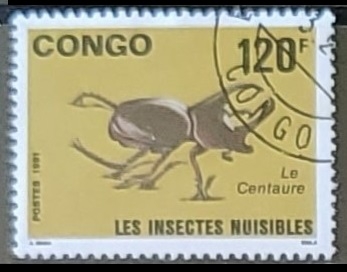 CONGO
120F
CONGO
Le
Centaure
POSTES 1991
LES INSECTES NUISIBLES